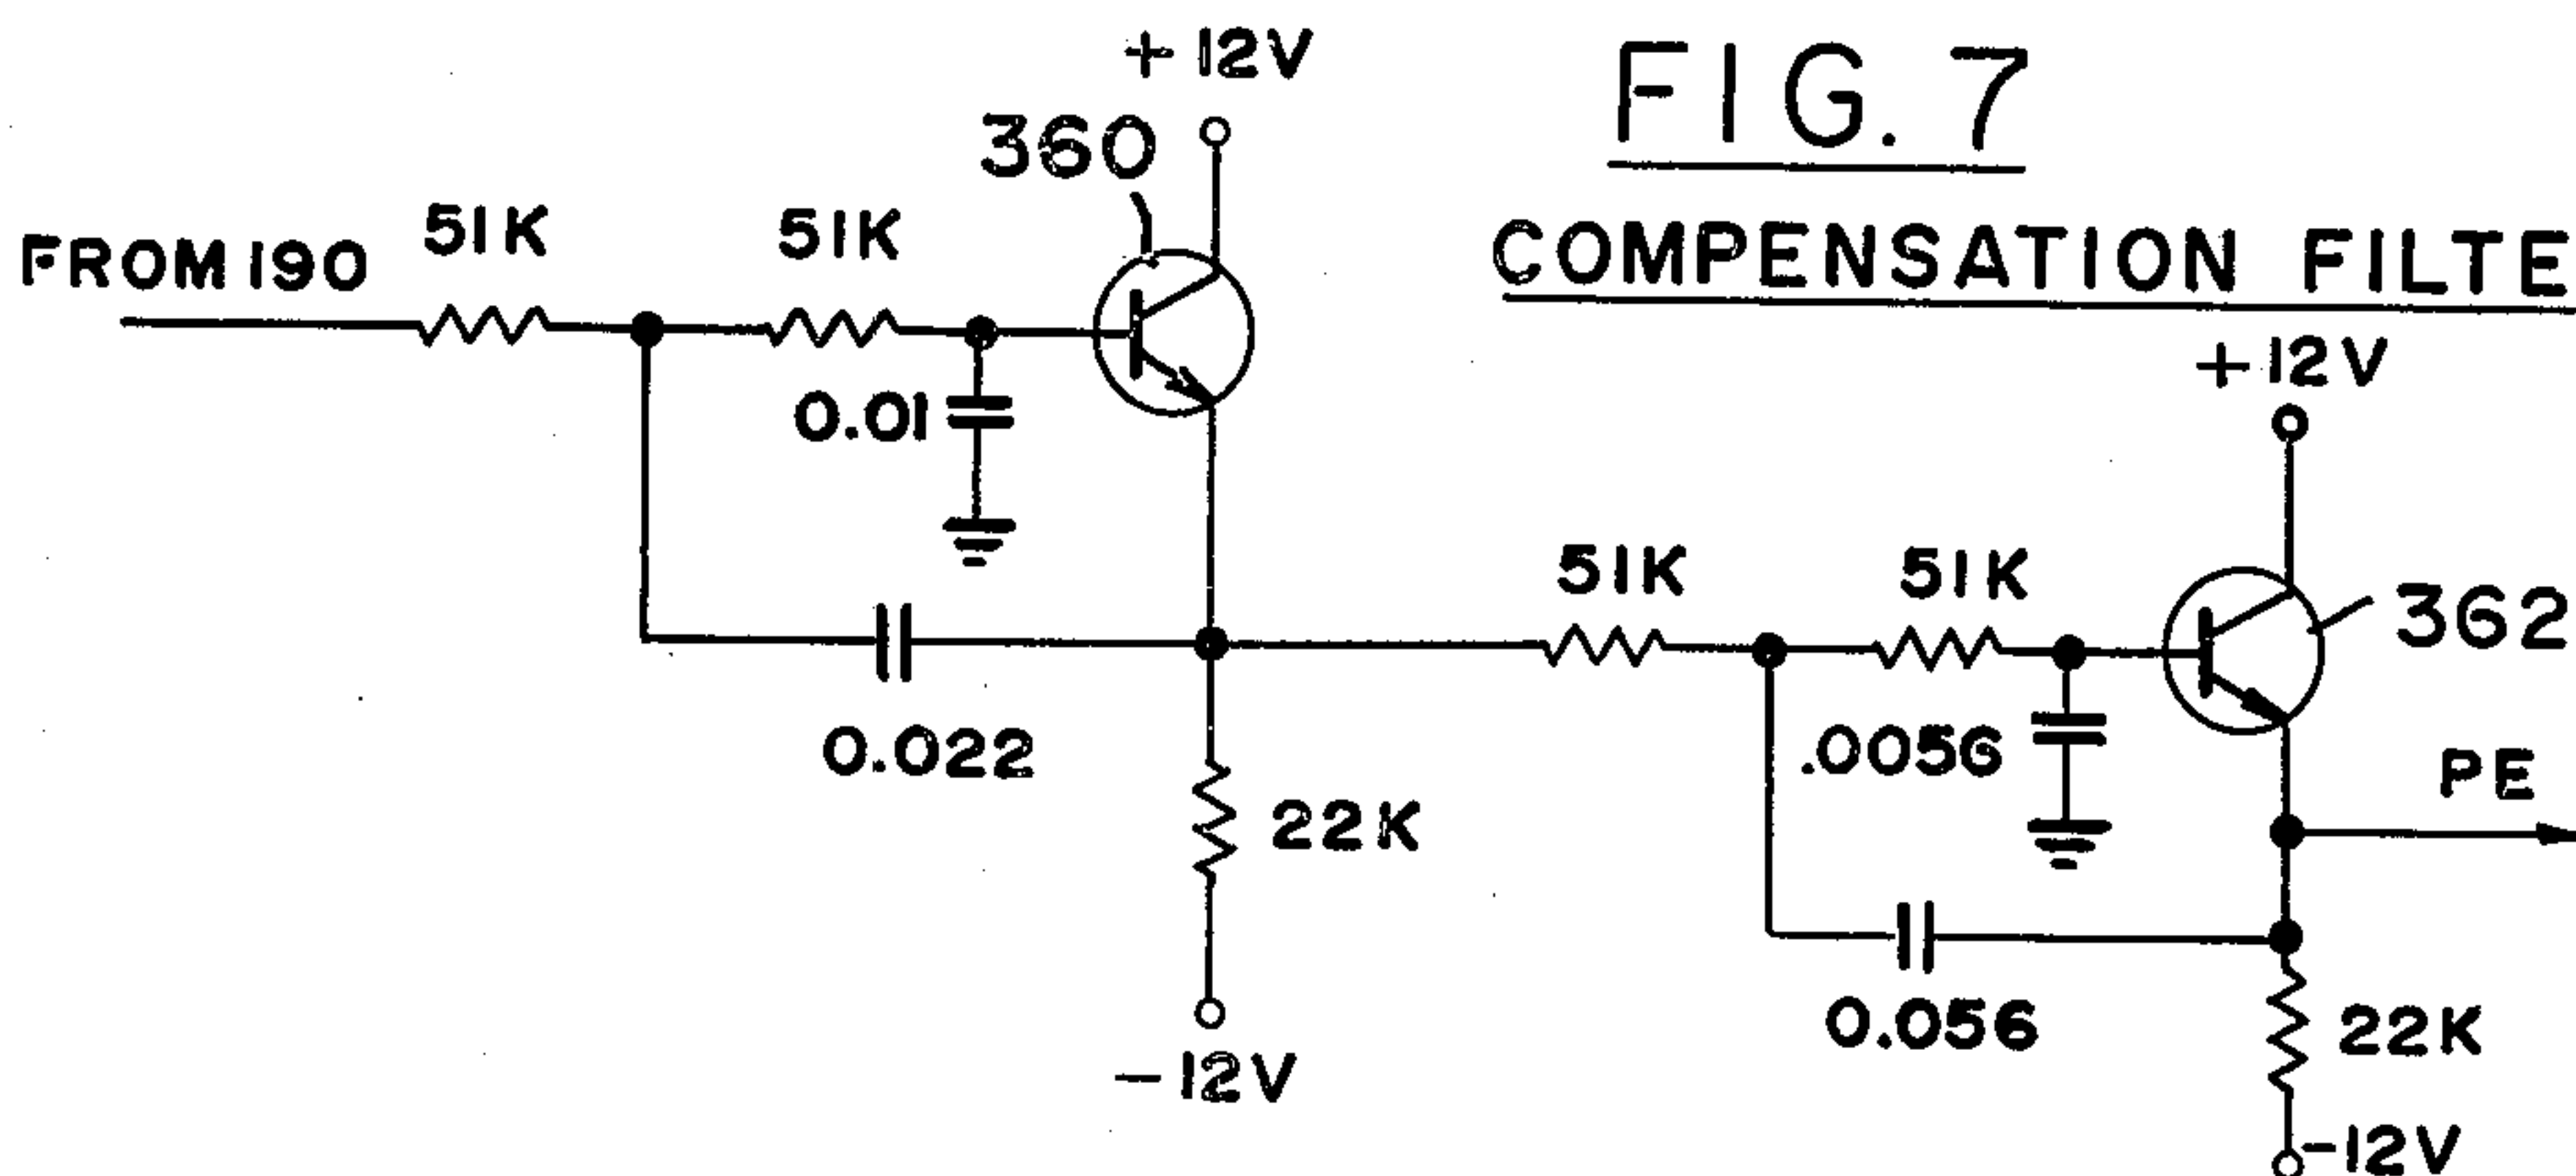 FIG. 7
COMPENSATION FILTE
+12V
360
FROM 190
51K
51K
0.01
0.022
22K
-12V
+12V
51K
51K
362
.0056
PE
0.056
22K
-12V